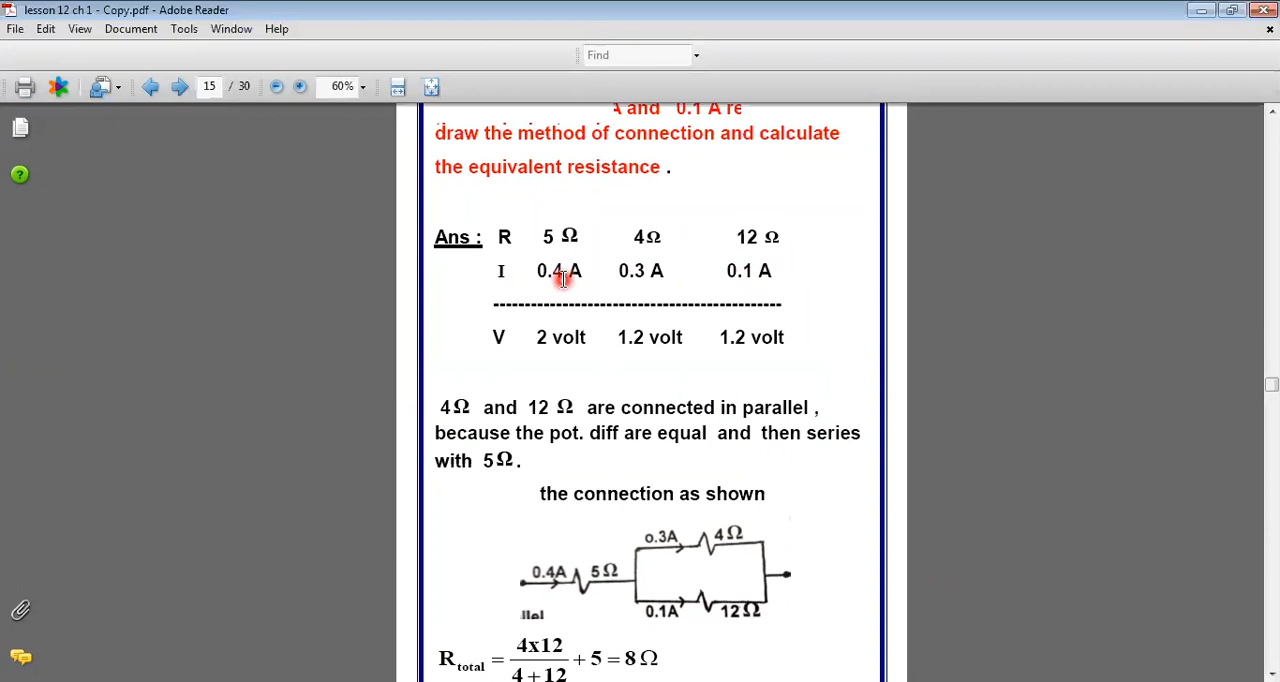 lesson 12 ch 1 - Copy.pdf - Adobe Reader
File Edit View Document Tools Window Help
Find
15 / 30 60%
A and 0.1 A re
draw the method of connection and calculate
the equivalent resistance .
Ans : R 5 Ω 4Ω 12 Ω
I 0.4 A 0.3 A 0.1 A
V 2 volt 1.2 volt 1.2 volt
4Ω and 12 Ω are connected in parallel ,
because the pot. diff are equal and then series
with 5Ω .
the connection as shown
0.3A 4Ω
0.4A 5Ω
0.1A 12Ω
R total = 4x12 / 4 + 12 + 5 = 8 Ω